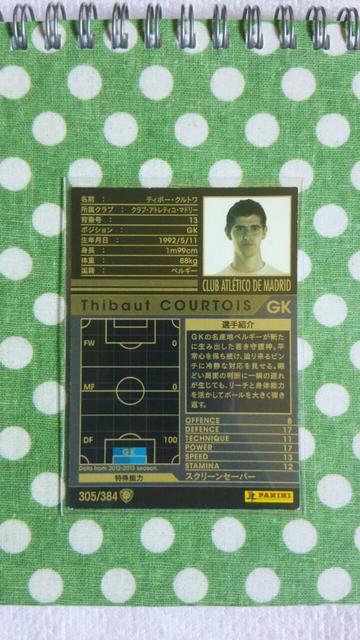 名前 : ティボー・クルトワ
所属クラブ : クラブ・アトレティコ・マドリー
背番号 : 13
ポジション : GK
生年月日 : 1992/5/11
身長 : 1m99cm
体重 : 88kg
国籍 : ベルギー
CLUB ATLÉTICO DE MADRID
Thibaut COURTOIS GK
選手紹介
GKの名産地ベルギーが新た
に生み出した若き守護神。平
常心を保ち続け、迫り来るピン
チに冷静な対応を見せる。際
どい局面の判断に一瞬の遅れ
が生じても、リーチと身体能力
を活かしてボールを大きく弾き
返す。
FW 0
MF 0
DF 100
GK
Data from 2012-2013 season.
OFFENCE 8
DEFENCE 17
TECHNIQUE 11
POWER 17
SPEED 13
STAMINA 12
特殊能力 スクリーンセーバー
305/384
PANINI